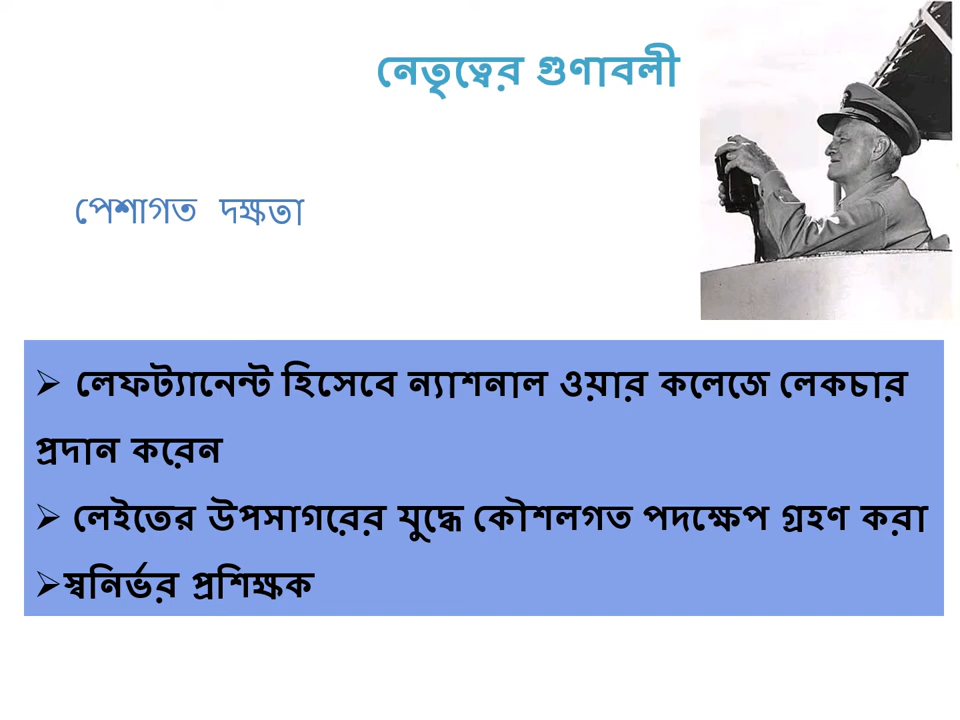 নেতৃত্বের গুণাবলী
পেশাগত দক্ষতা
➢ লেফট্যানেন্ট হিসেবে ন্যাশনাল ওয়ার কলেজে লেকচার
প্রদান করেন
➢ লেইতের উপসাগরের যুদ্ধে কৌশলগত পদক্ষেপ গ্রহণ করা
➢স্বনির্ভর প্রশিক্ষক